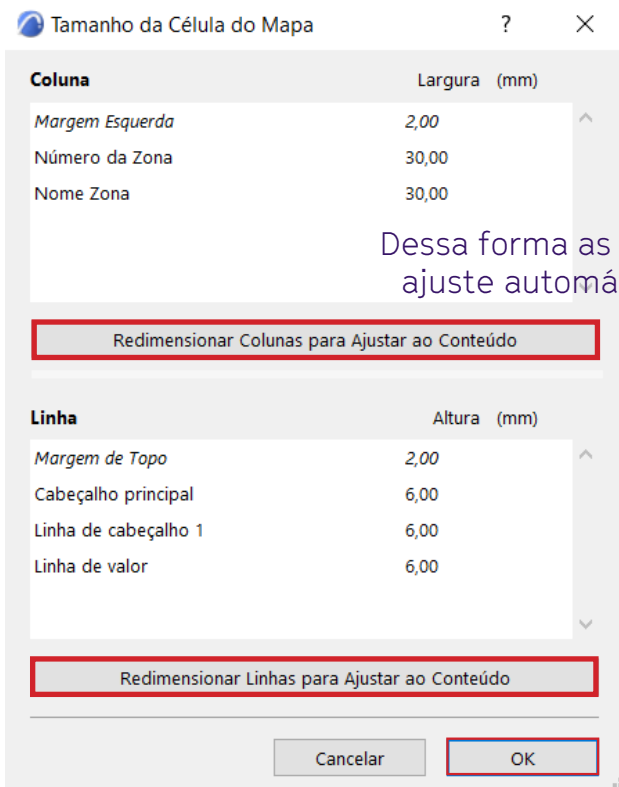 Tamanho da Célula do Mapa ? ×
Coluna Largura (mm)
Margem Esquerda 2,00
Número da Zona 30,00
Nome Zona 30,00
Dessa forma as
ajuste automá
Redimensionar Colunas para Ajustar ao Conteúdo
Linha Altura (mm)
Margem de Topo 2,00
Cabeçalho principal 6,00
Linha de cabeçalho 1 6,00
Linha de valor 6,00
Redimensionar Linhas para Ajustar ao Conteúdo
Cancelar OK